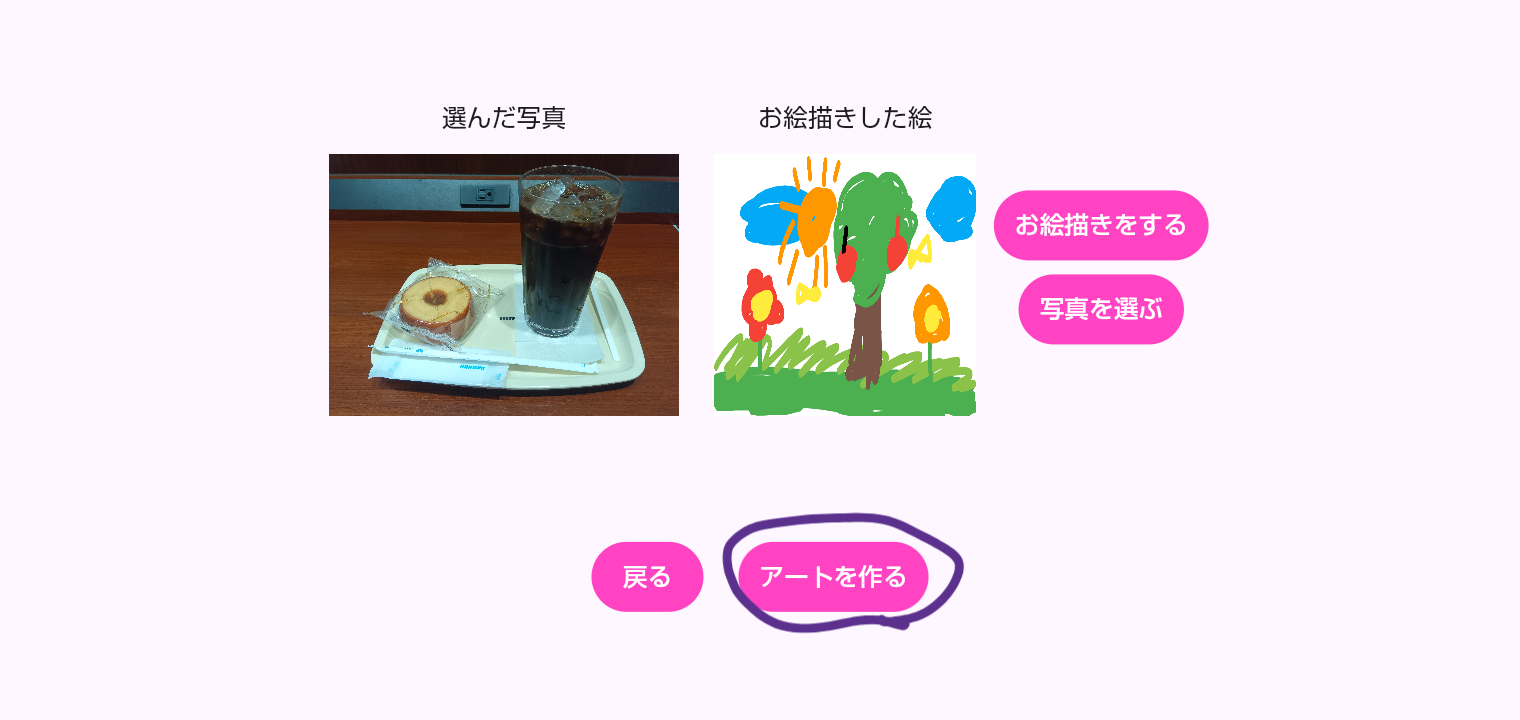 選んだ写真
お絵描きした絵
お絵描きをする
写真を選ぶ
戻る
アートを作る